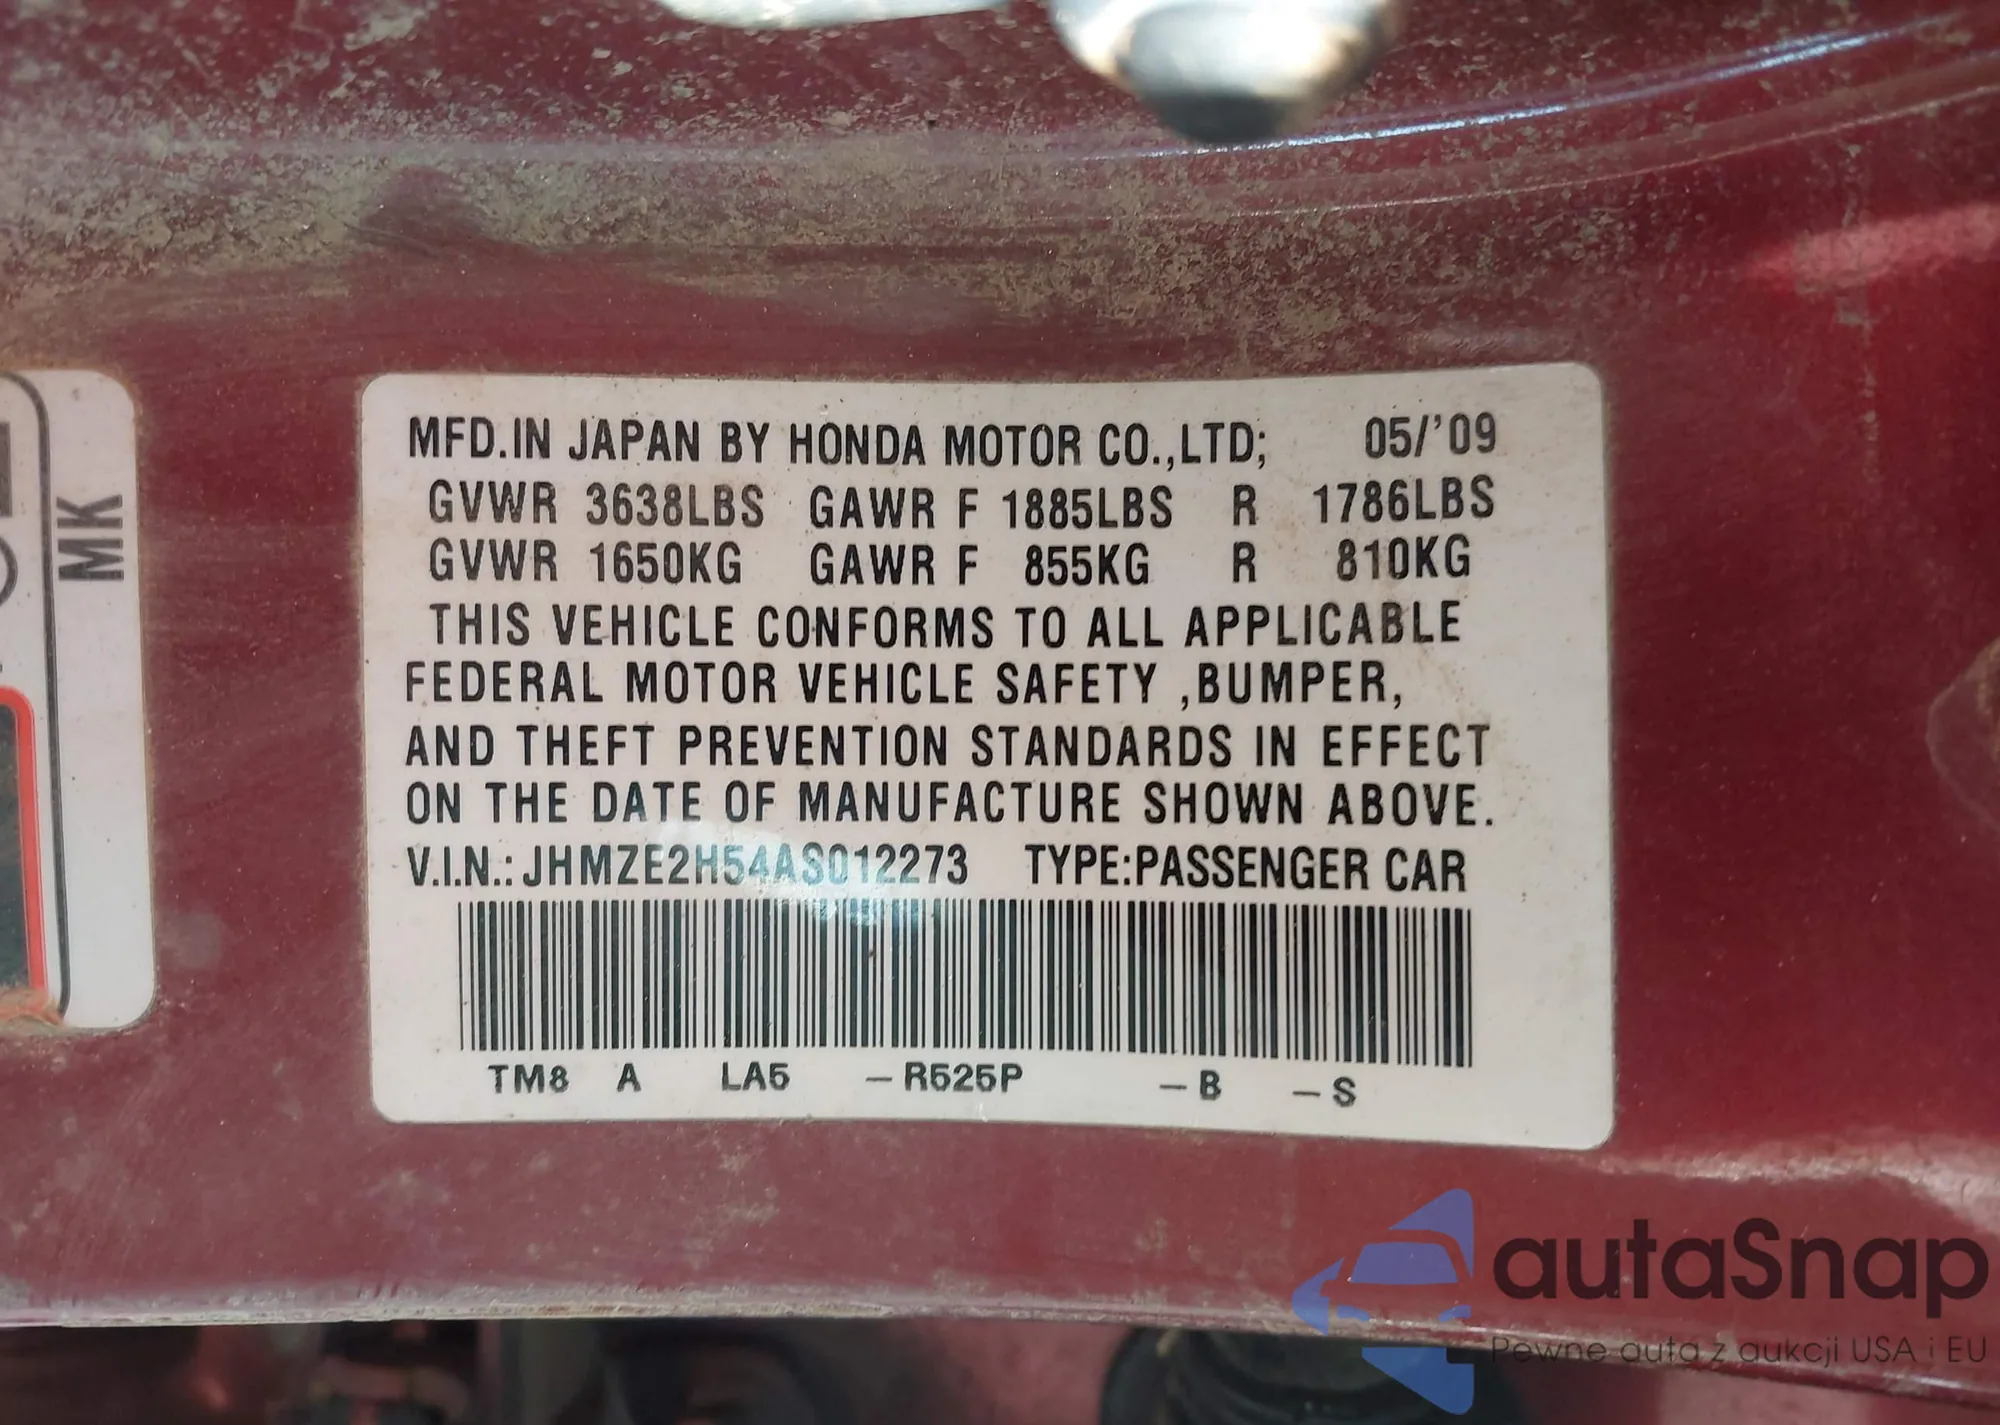 MFD.IN JAPAN BY HONDA MOTOR CO.,LTD; 05/'09
GVWR 3638LBS GAWR F 1885LBS R 1786LBS
GVWR 1650KG GAWR F 855KG R 810KG
THIS VEHICLE CONFORMS TO ALL APPLICABLE
FEDERAL MOTOR VEHICLE SAFETY ,BUMPER,
AND THEFT PREVENTION STANDARDS IN EFFECT
ON THE DATE OF MANUFACTURE SHOWN ABOVE.
V.I.N.: JHMZE2H54AS012273 TYPE:PASSENGER CAR
TM8 A LA5 –R525P –B –S
MK
autaSnap
Pewne auta z aukcji USA i EU